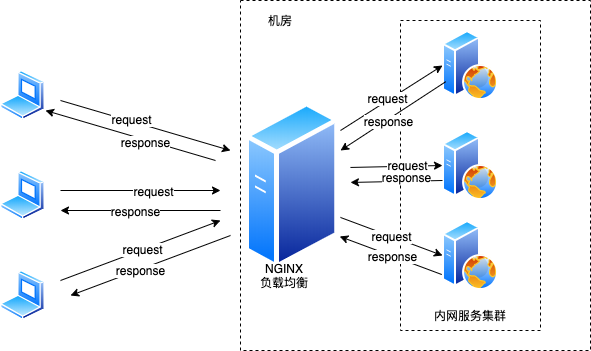 机房
request
response
request
response
request
response
NGINX
负载均衡
request
response
request
response
request
response
内网服务集群